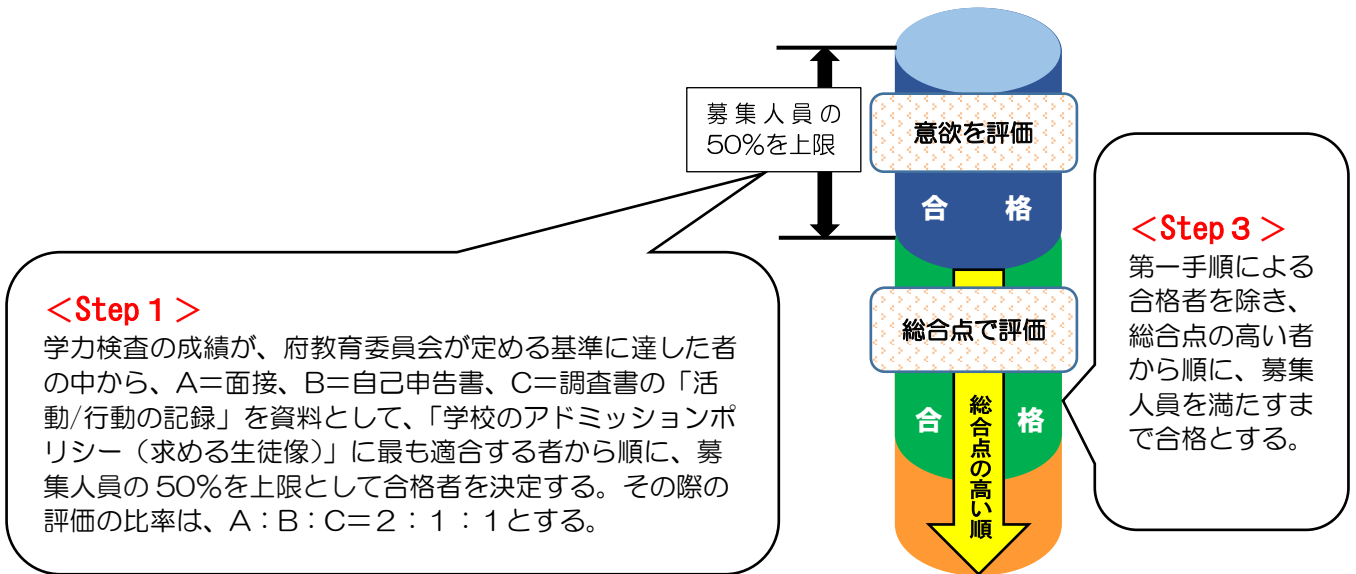 募集人員の
50%を上限
意欲を評価
合 格
＜Step１＞
学力検査の成績が、府教育委員会が定める基準に達した者
の中から、A＝面接、B＝自己申告書、C＝調査書の「活
動/行動の記録」を資料として、「学校のアドミッションポ
リシー（求める生徒像）」に最も適合する者から順に、募
集人員の 50%を上限として合格者を決定する。その際の
評価の比率は、A：B：C＝２：１：１とする。
総合点で評価
合 格
総合点の高い順
＜Step３＞
第一手順による
合格者を除き、
総合点の高い者
から順に、募集
人員を満たすま
で合格とする。